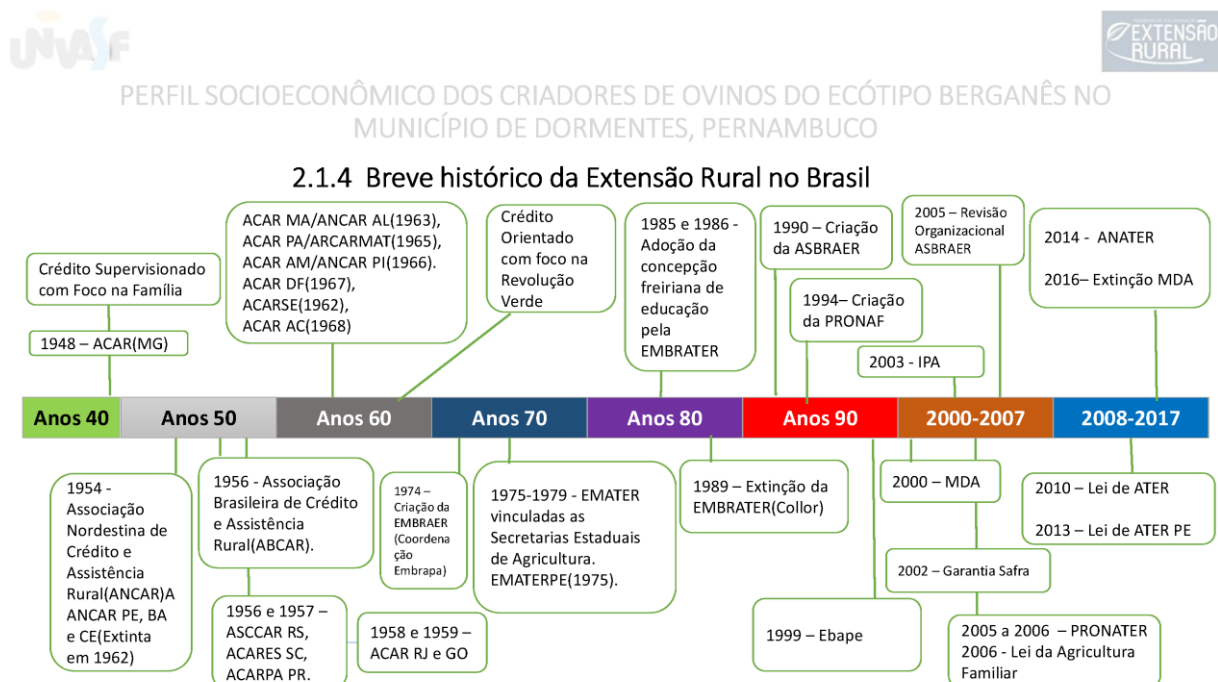 UNIVASF
EXTENSÃO
RURAL
PERFIL SOCIOECONÔMICO DOS CRIADORES DE OVINOS DO ECÓTIPO BERGANÊS NO
MUNICÍPIO DE DORMENTES, PERNAMBUCO
2.1.4 Breve histórico da Extensão Rural no Brasil
Crédito Supervisionado
com Foco na Família
1948 – ACAR(MG)
ACAR MA/ANCAR AL(1963),
ACAR PA/ARCARMAT(1965),
ACAR AM/ANCAR PI(1966).
ACAR DF(1967),
ACARSE(1962),
ACAR AC(1968)
Crédito
Orientado
com foco na
Revolução
Verde
1985 e 1986 -
Adoção da
concepção
freiriana de
educação
pela
EMBRATER
1990 – Criação
da ASBRAER
1994– Criação
da PRONAF
2005 – Revisão
Organizacional
ASBRAER
2003 - IPA
2014 - ANATER
2016– Extinção MDA
Anos 40
Anos 50
Anos 60
Anos 70
Anos 80
Anos 90
2000-2007
2008-2017
1954 -
Associação
Nordestina de
Crédito e
Assistência
Rural(ANCAR)A
ANCAR PE, BA
e CE(Extinta
em 1962)
1956 - Associação
Brasileira de Crédito
e Assistência
Rural(ABCAR).
1956 e 1957 –
ASCCAR RS,
ACARES SC,
ACARPA PR.
1958 e 1959 –
ACAR RJ e GO
1974 –
Criação da
EMBRAER
(Coordena
ção
Embrapa)
1975-1979 - EMATER
vinculadas as
Secretarias Estaduais
de Agricultura.
EMATERPE(1975).
1989 – Extinção da
EMBRATER(Collor)
1999 – Ebape
2000 – MDA
2002 – Garantia Safra
2005 a 2006 – PRONATER
2006 - Lei da Agricultura
Familiar
2010 – Lei de ATER
2013 – Lei de ATER PE